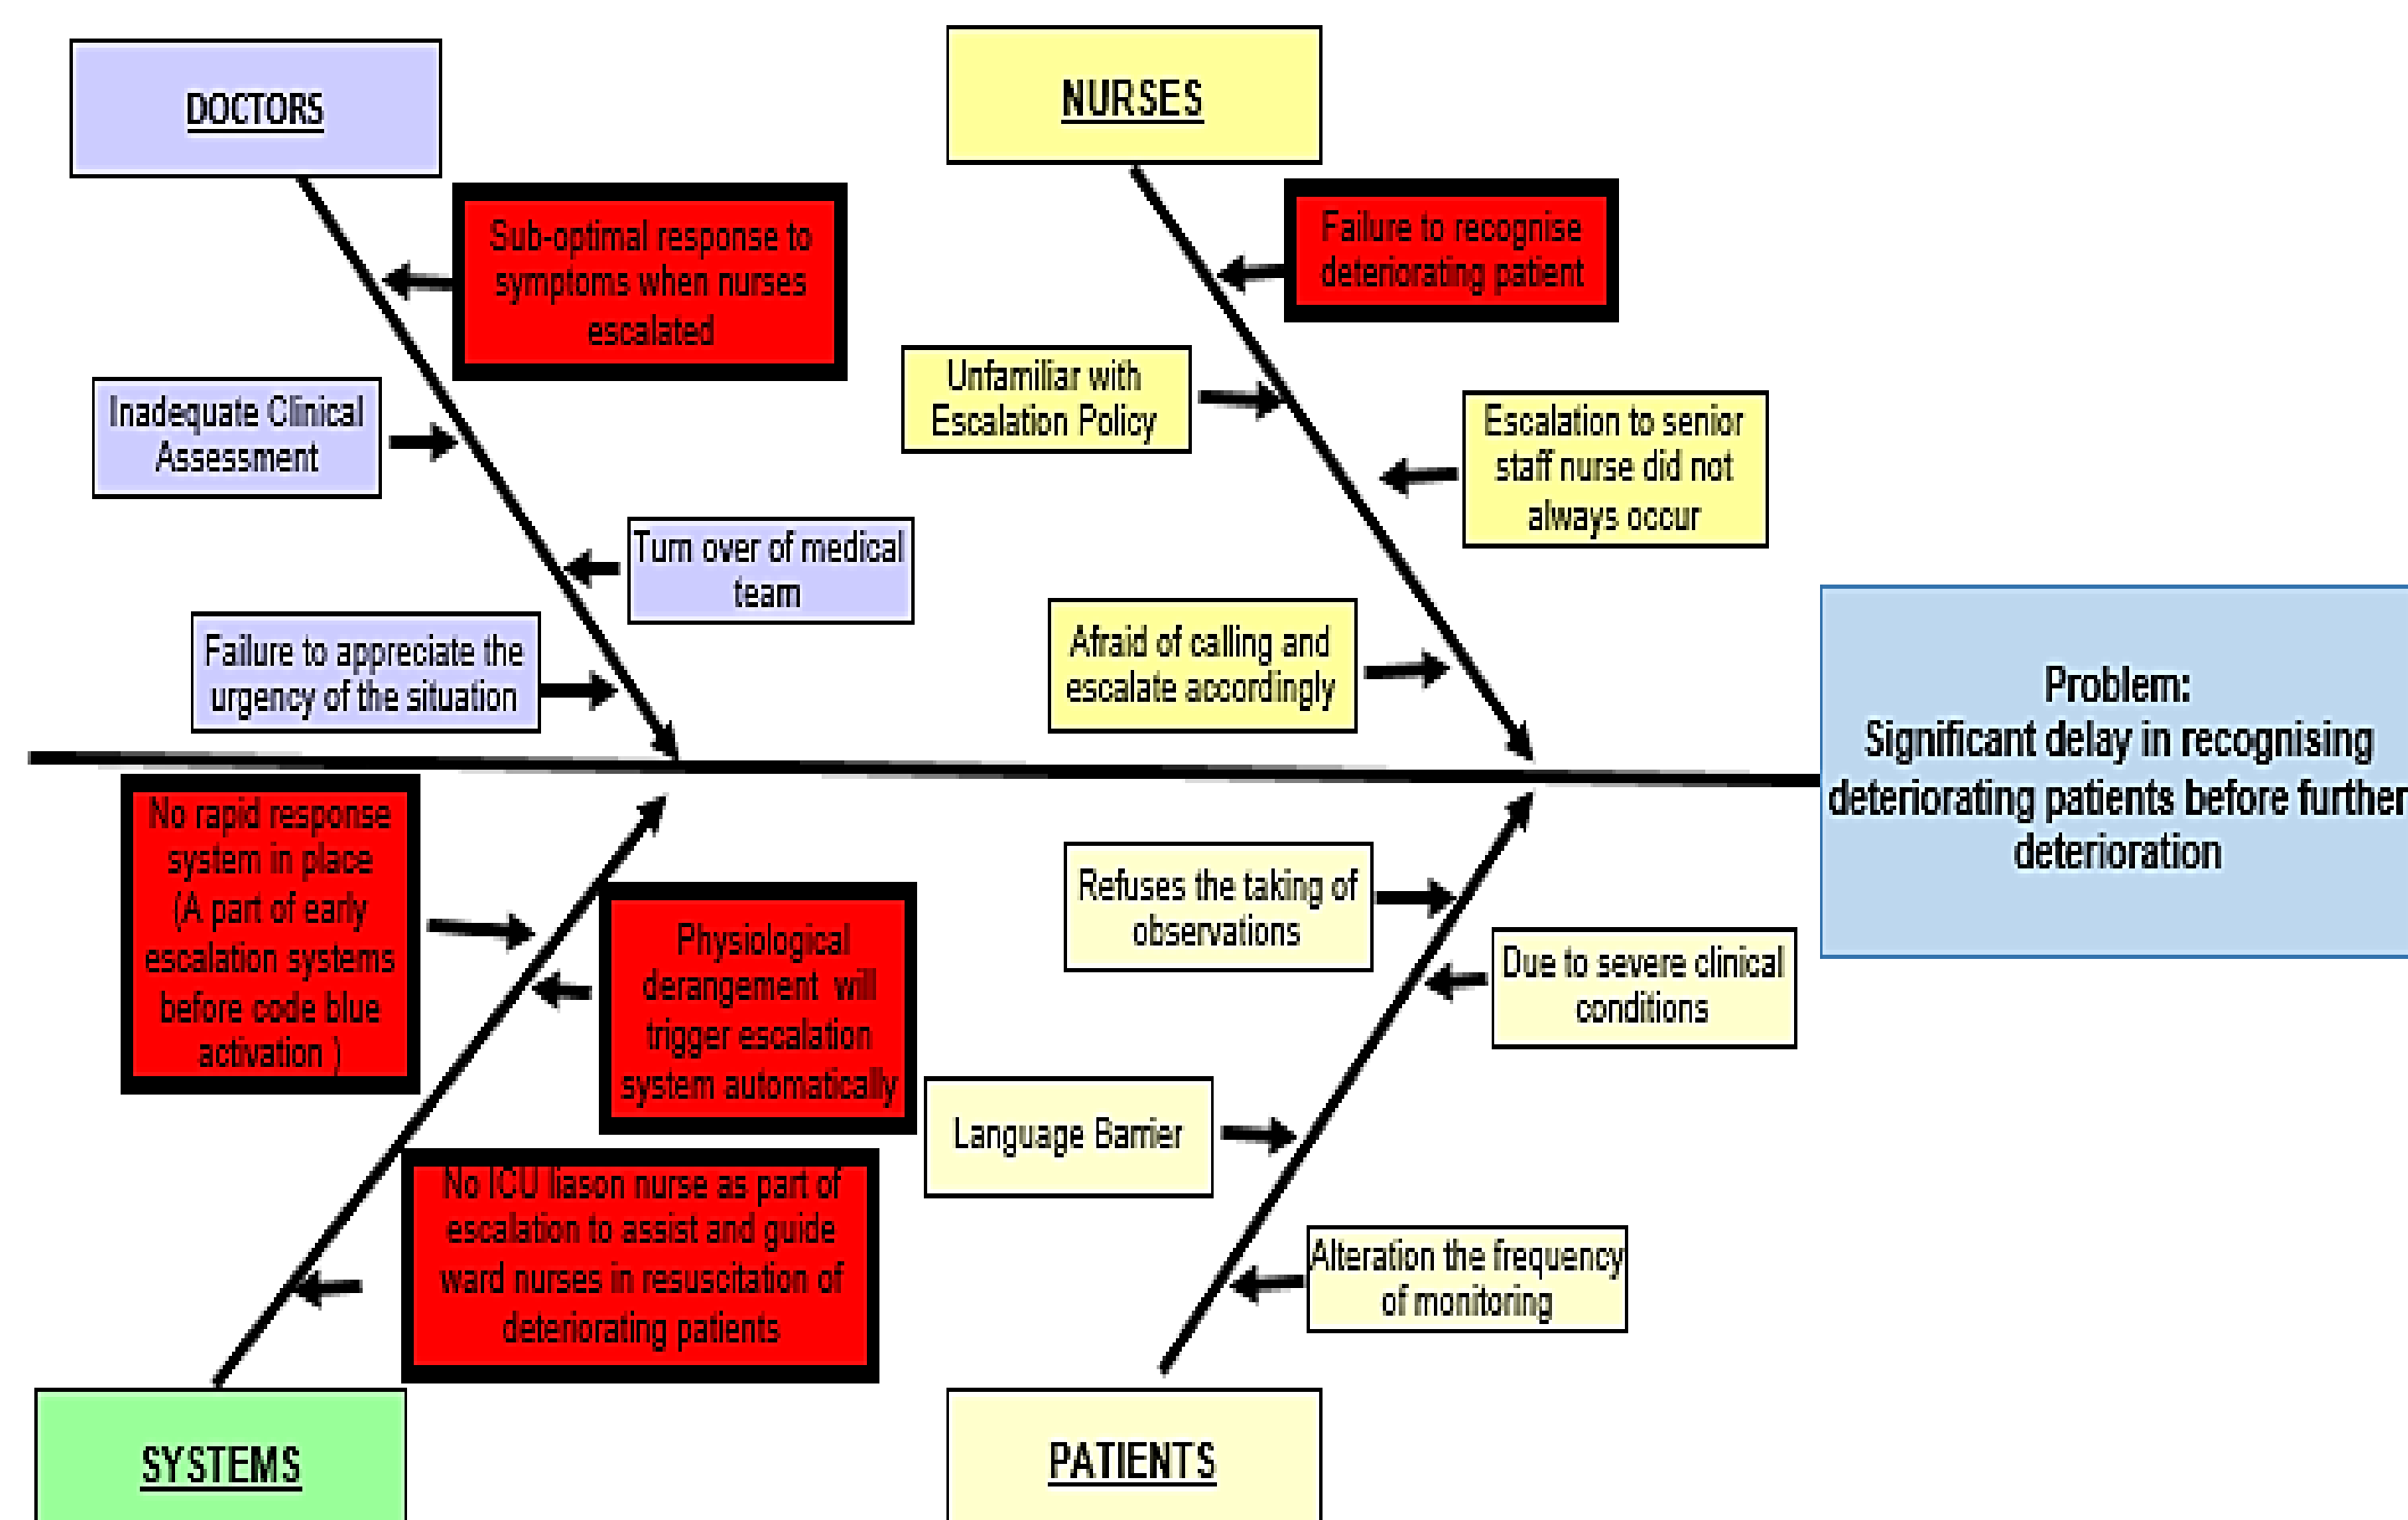 DOCTORS
Sub-optimal response to
symptoms when nurses
escalated
Inadequate Clinical
Assessment
Turn over of medical
team
Failure to appreciate the
urgency of the situation
NURSES
Failure to recognise
deteriorating patient
Unfamiliar with
Escalation Policy
Escalation to senior
staff nurse did not
always occur
Afraid of calling and
escalate accordingly
Problem:
Significant delay in recognising
deteriorating patients before further
deterioration
No rapid response
system in place
(A part of early
escalation systems
before code blue
activation )
Physiological
derangement will
trigger escalation
system automatically
No ICU liason nurse as part of
escalation to assist and guide
ward nurses in resuscitation of
deteriorating patients
SYSTEMS
Refuses the taking of
observations
Due to severe clinical
conditions
Language Barrier
Alteration the frequency
of monitoring
PATIENTS